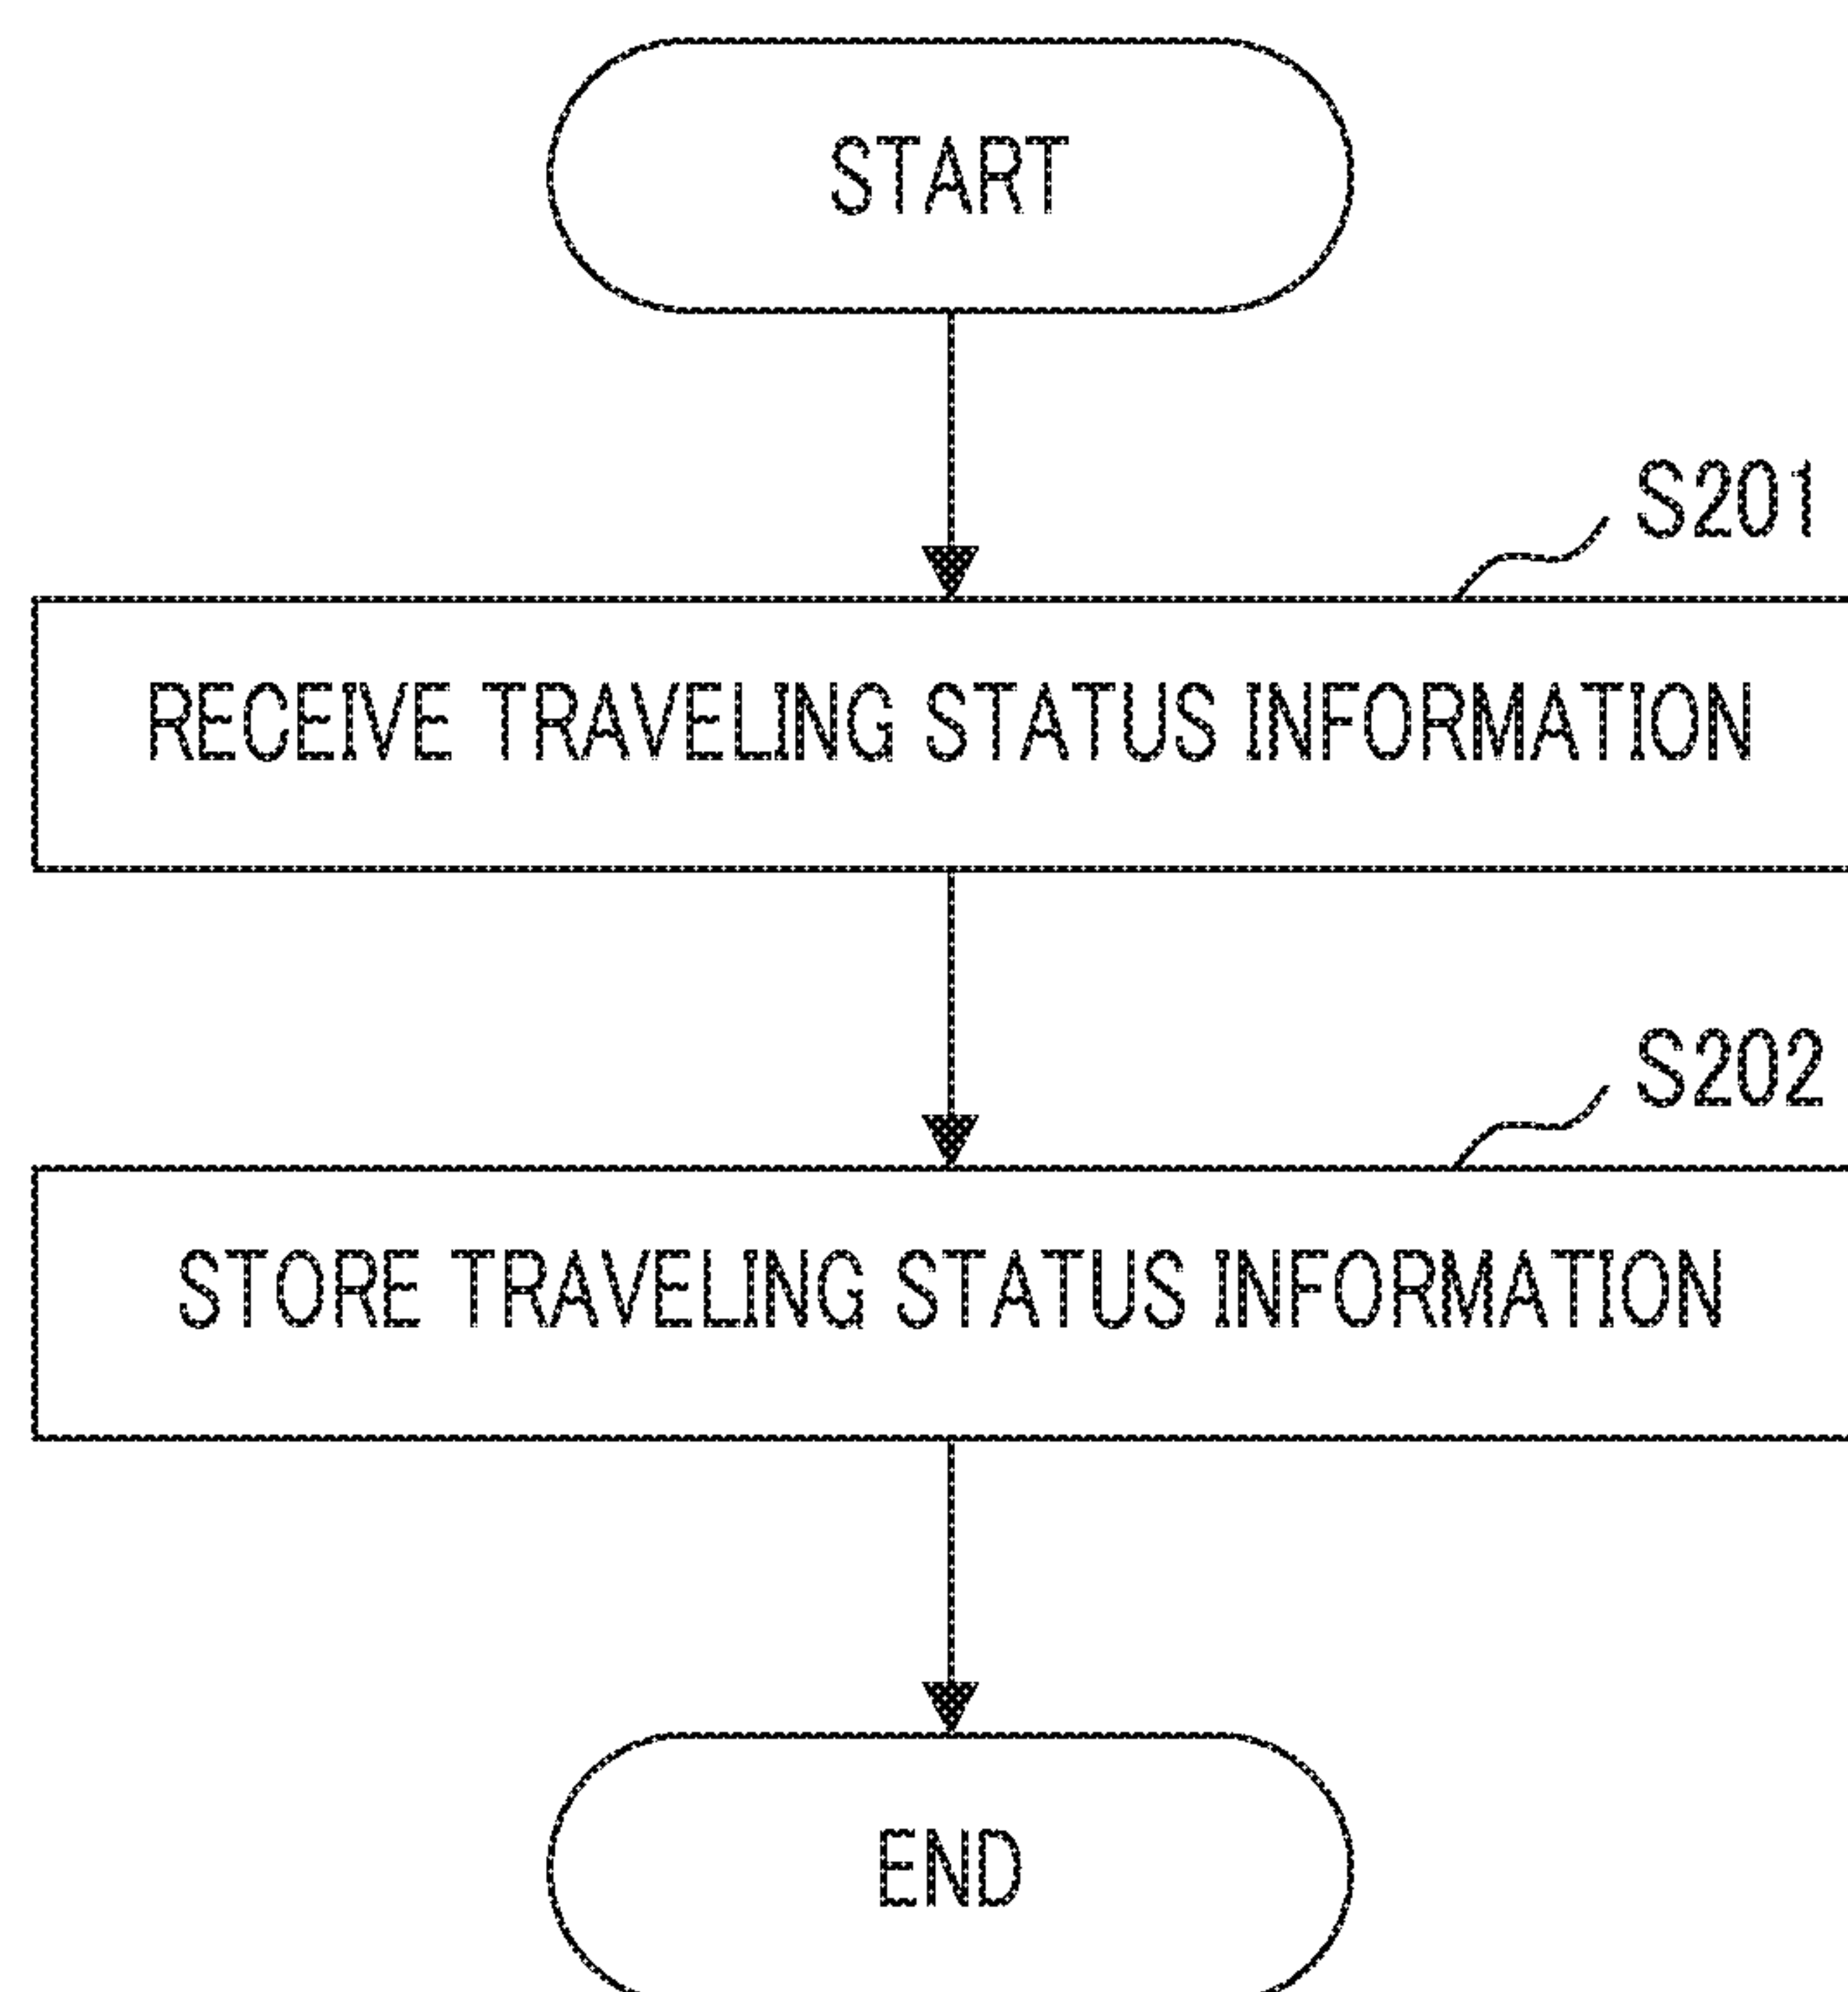 START
S201
RECEIVE TRAVELING STATUS INFORMATION
S202
STORE TRAVELING STATUS INFORMATION
END